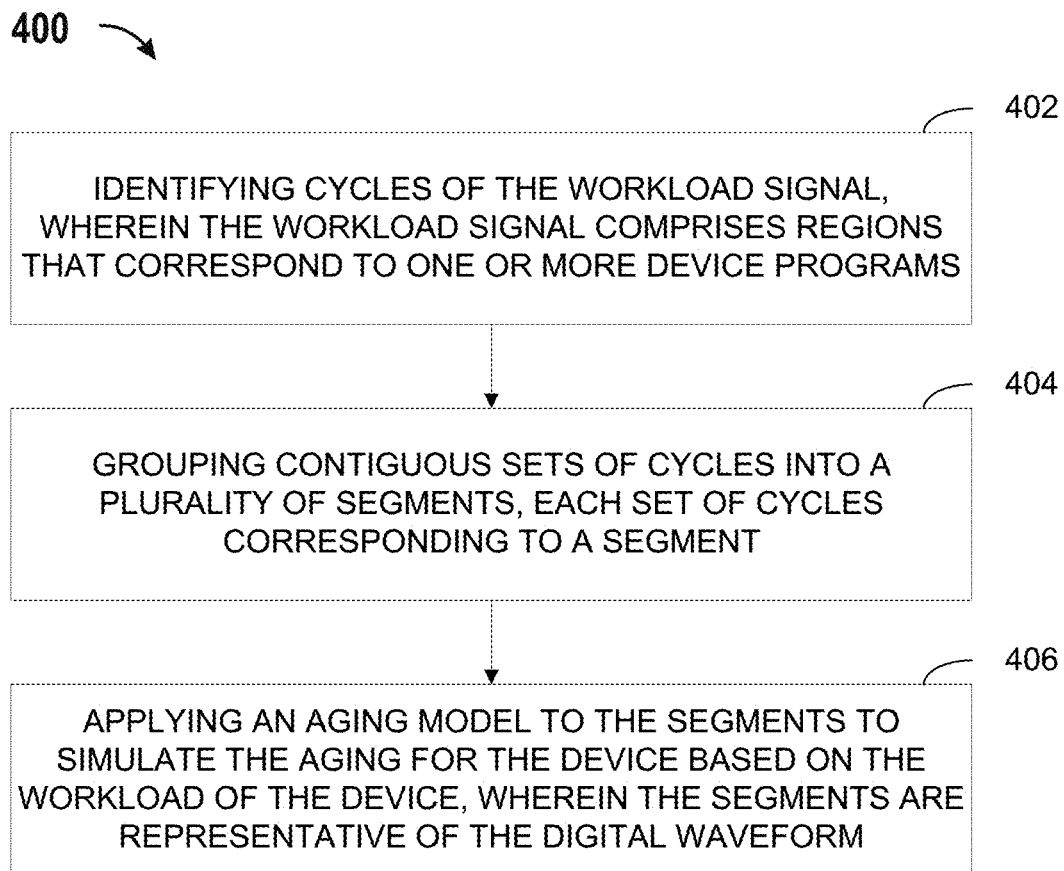 400
402
IDENTIFYING CYCLES OF THE WORKLOAD SIGNAL,
WHEREIN THE WORKLOAD SIGNAL COMPRISES REGIONS
THAT CORRESPOND TO ONE OR MORE DEVICE PROGRAMS
404
GROUPING CONTIGUOUS SETS OF CYCLES INTO A
PLURALITY OF SEGMENTS, EACH SET OF CYCLES
CORRESPONDING TO A SEGMENT
406
APPLYING AN AGING MODEL TO THE SEGMENTS TO
SIMULATE THE AGING FOR THE DEVICE BASED ON THE
WORKLOAD OF THE DEVICE, WHEREIN THE SEGMENTS ARE
REPRESENTATIVE OF THE DIGITAL WAVEFORM